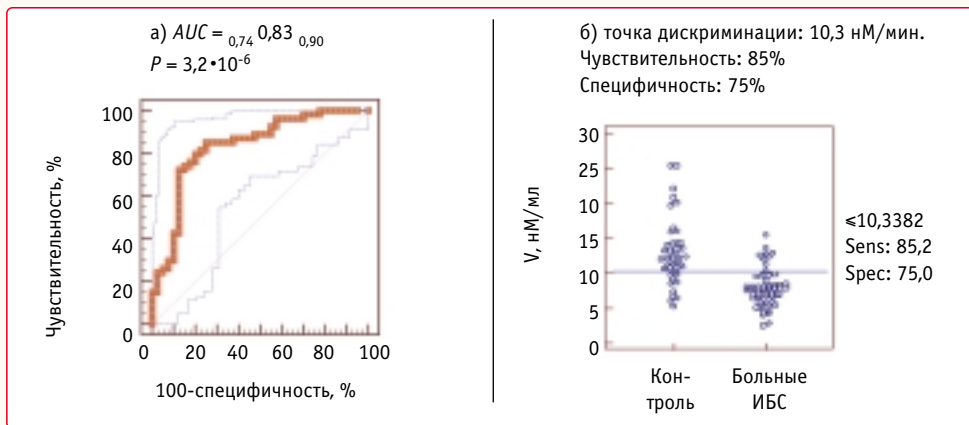 а) AUC = 0,74 0,83 0,90
P = 3,2•10-6
Чувствительность, %
100
80
60
40
20
0
0 20 40 60 80 100
100-специфичность, %
б) точка дискриминации: 10,3 нМ/мин.
Чувствительность: 85%
Специфичность: 75%
V, нМ/мл
30
20
10
15
10
5
0
⩽10,3382
Sens: 85,2
Spec: 75,0
Кон-
троль
Больные
ИБС